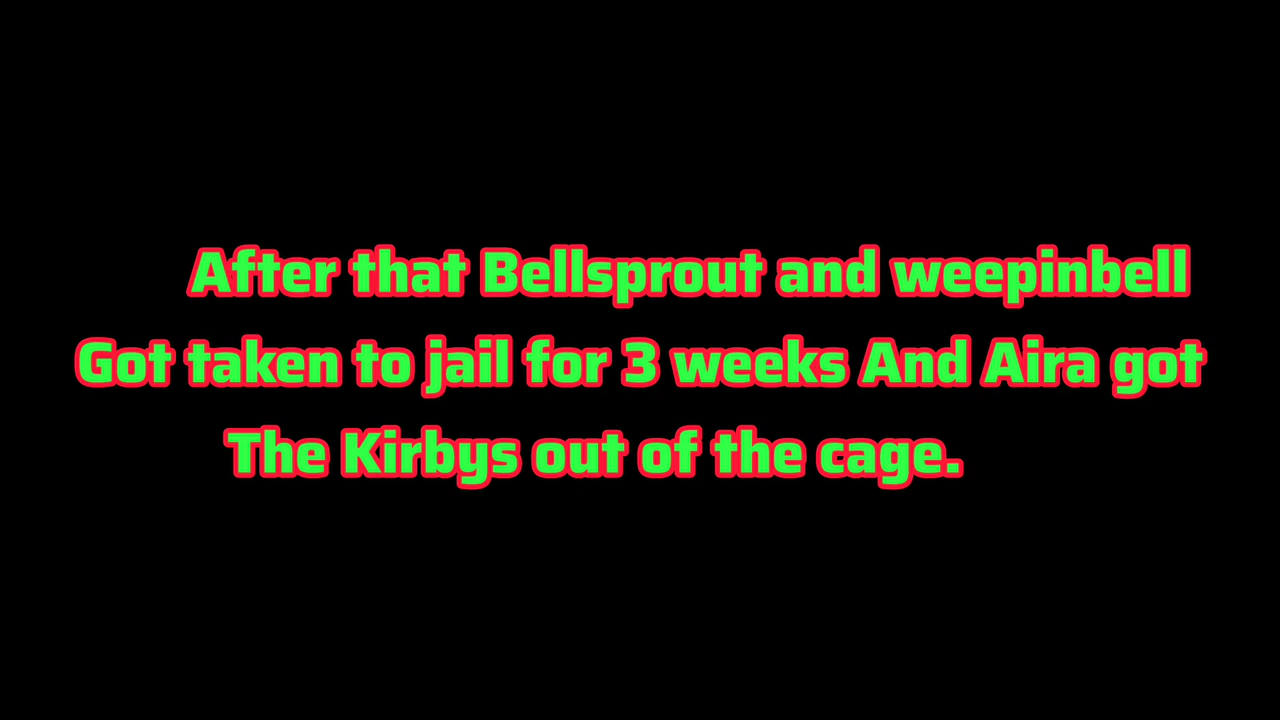 After that Bellsprout and weepinbell
Got taken to jail for 3 weeks And Aira got
The Kirbys out of the cage.